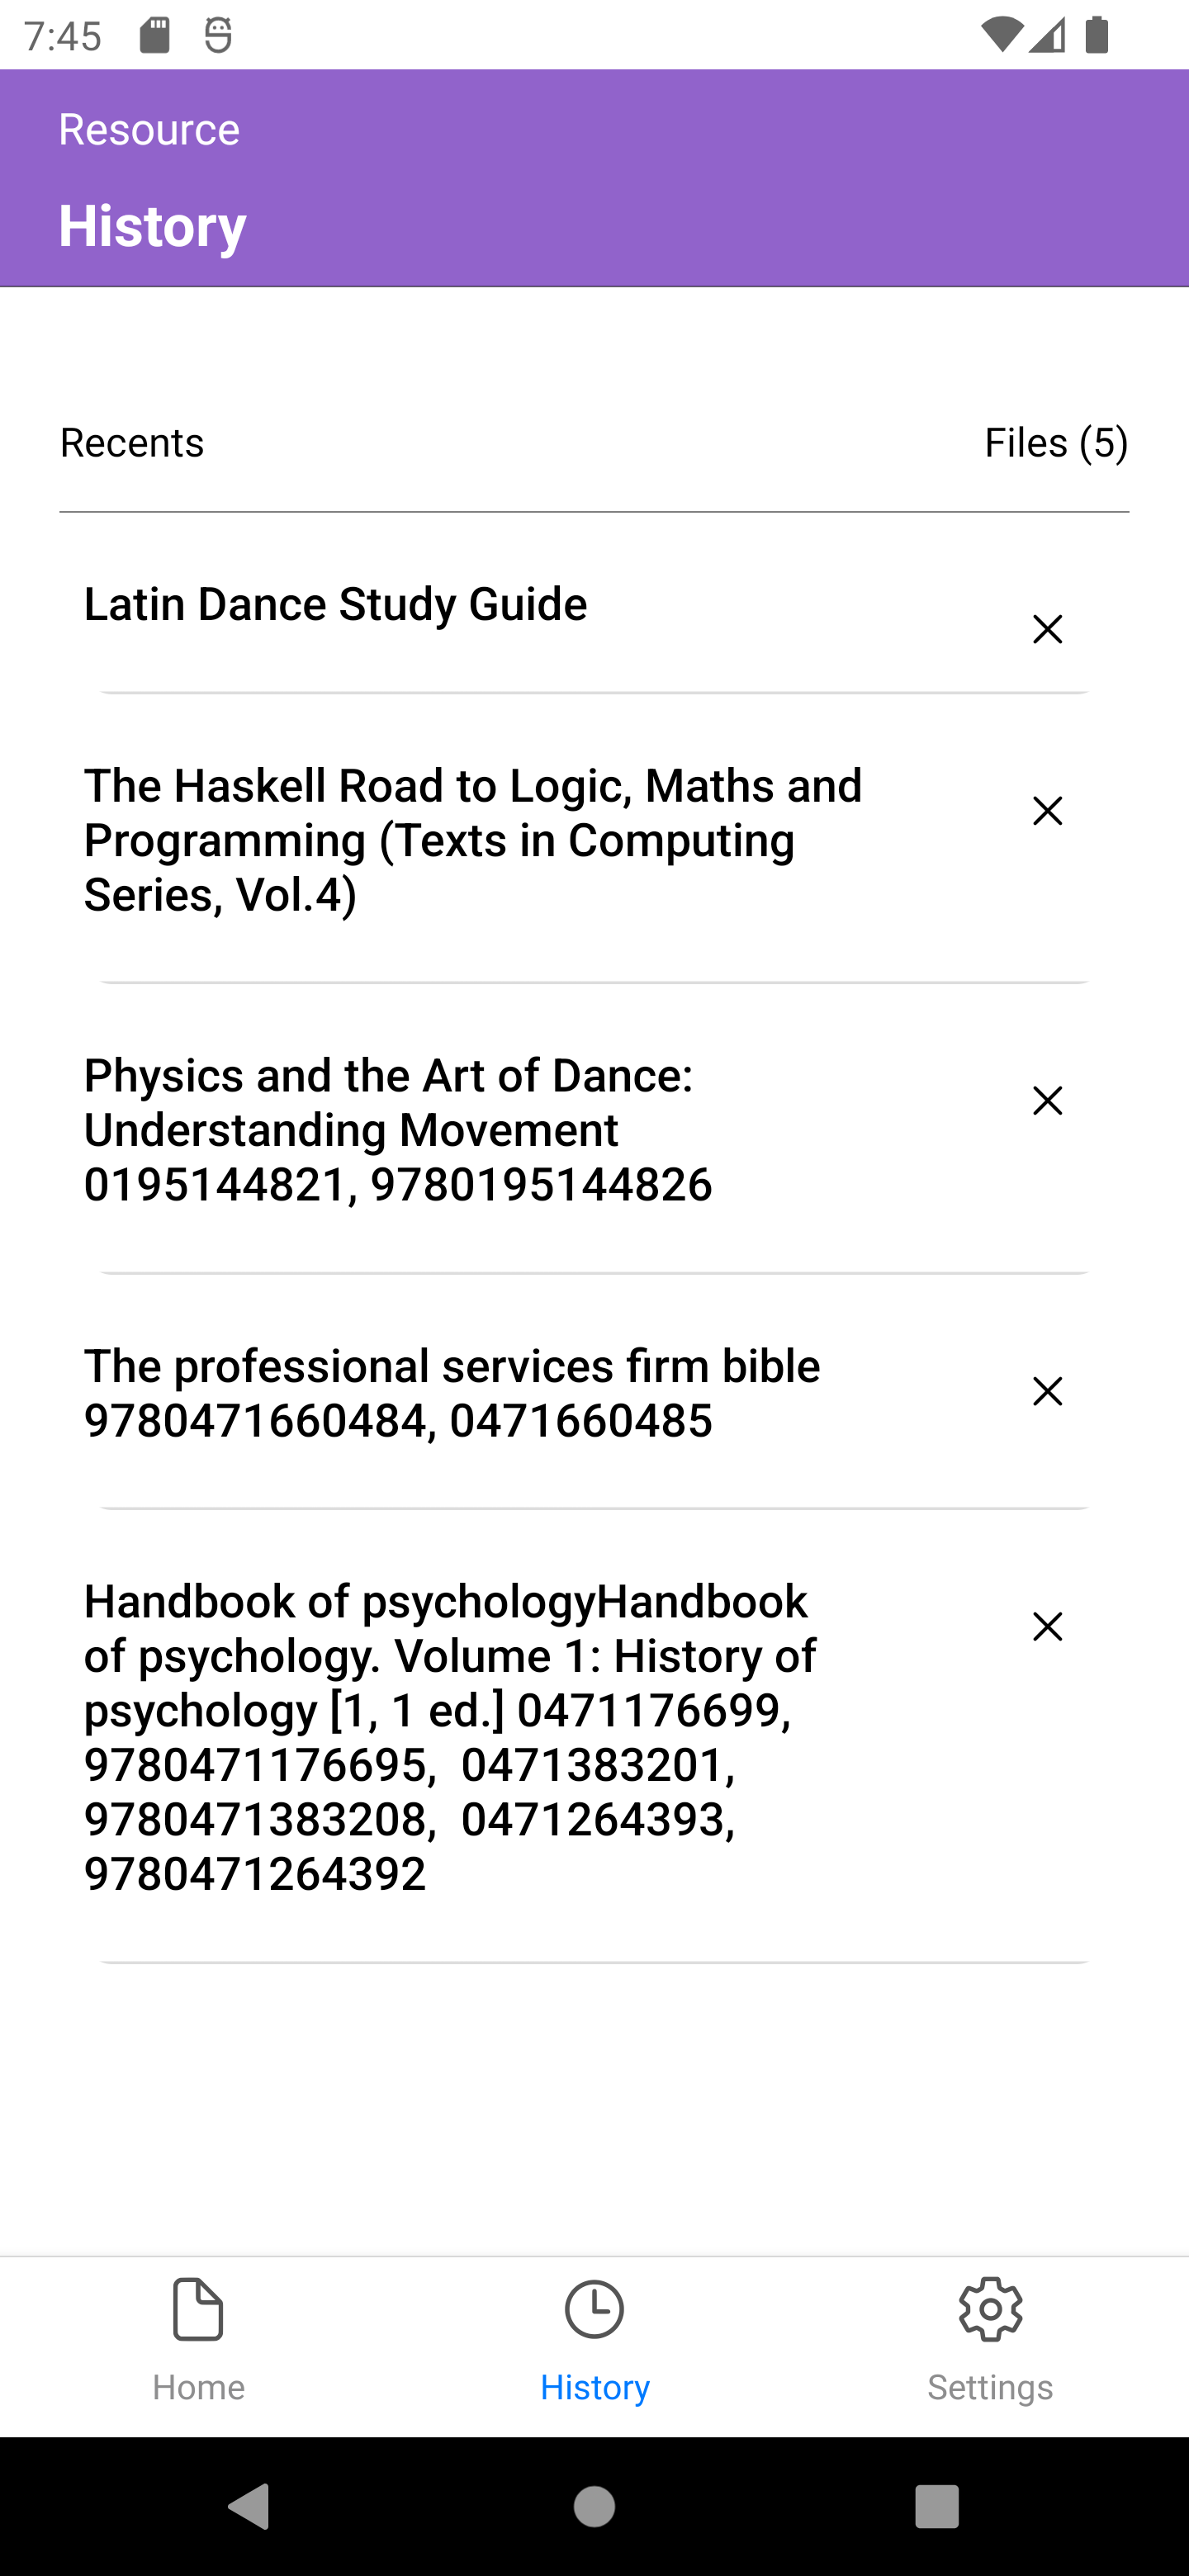 7:45
Resource
History
Recents
Files (5)
Latin Dance Study Guide
The Haskell Road to Logic, Maths and
Programming (Texts in Computing
Series, Vol.4)
Physics and the Art of Dance:
Understanding Movement
0195144821, 9780195144826
The professional services firm bible
9780471660484, 0471660485
Handbook of psychologyHandbook
of psychology. Volume 1: History of
psychology [1, 1 ed.] 0471176699,
9780471176695,  0471383201,
9780471383208,  0471264393,
9780471264392
Home
History
Settings